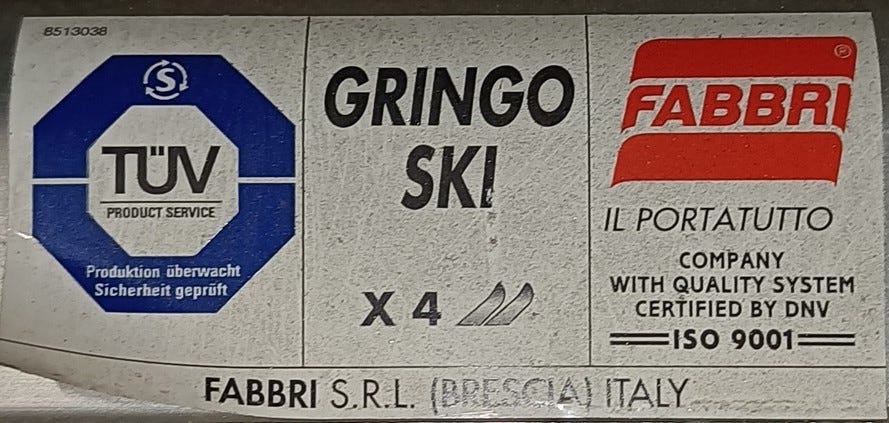 8513038
S
TÜV
PRODUCT SERVICE
Produktion überwacht
Sicherheit geprüft
GRINGO
SKI
X 4
®
FABBRI
IL PORTATUTTO
COMPANY
WITH QUALITY SYSTEM
CERTIFIED BY DNV
ISO 9001
FABBRI S.R.L. (BRESCIA) ITALY